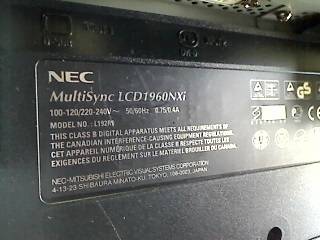 NEC
MultiSync LCD1960NXi
100-120/220-240V~ 50/60Hz 0.75/0.4A
MODEL NO.:
THIS CLASS B DIGITAL APPARATUS MEETS ALL REQUIREMENTS OF
THE CANADIAN INTERFERENCE-CAUSING EQUIPMENT REGULATIONS.
CET APPAREIL NUMÉRIQUE DE LA CLASSE B RESPECTE TOUTES LES
EXIGENCES DU RÈGLEMENT SUR LE MATÉRIEL BROUILLEUR DU CANADA.
NEC-MITSUBISHI ELECTRIC VISUAL SYSTEMS CORPORATION
4-13-23 SHIBAURA MINATO-KU, TOKYO, 108-0023, JAPAN